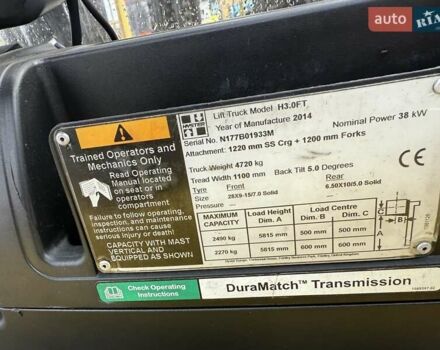 auto RIA
Trained Operators and
Mechanics Only
Read Operating
Manual located
on seat or in
operators
compartment
Failure to follow
operating, inspection
and maintenance
instructions can cause
serious injury or death!
CAPACITY WITH MAST
VERTICAL AND
EQUIPPED AS SHOWN
HYSTER
Lift Truck Model H3.0FT
Year of Manufacture 2014 Nominal Power 38 kW
Serial No. N177B01933M
Attachment: 1220 mm SS Crg + 1200 mm Forks
Truck Weight 4720 kg
Tread Width 1100 mm Back Tilt 5.0 Degrees
Tyre Front Rear
28X9-15/7.0 Solid 6.50X10/5.0 Solid
MAXIMUM CAPACITY Load Height Dim. A Load Centre Dim. B Dim. C
2490 kg 5815 mm 500 mm 500 mm
2270 kg 5815 mm 600 mm 600 mm
A
B
C
Check Operating
Instructions
DuraMatch™ Transmission